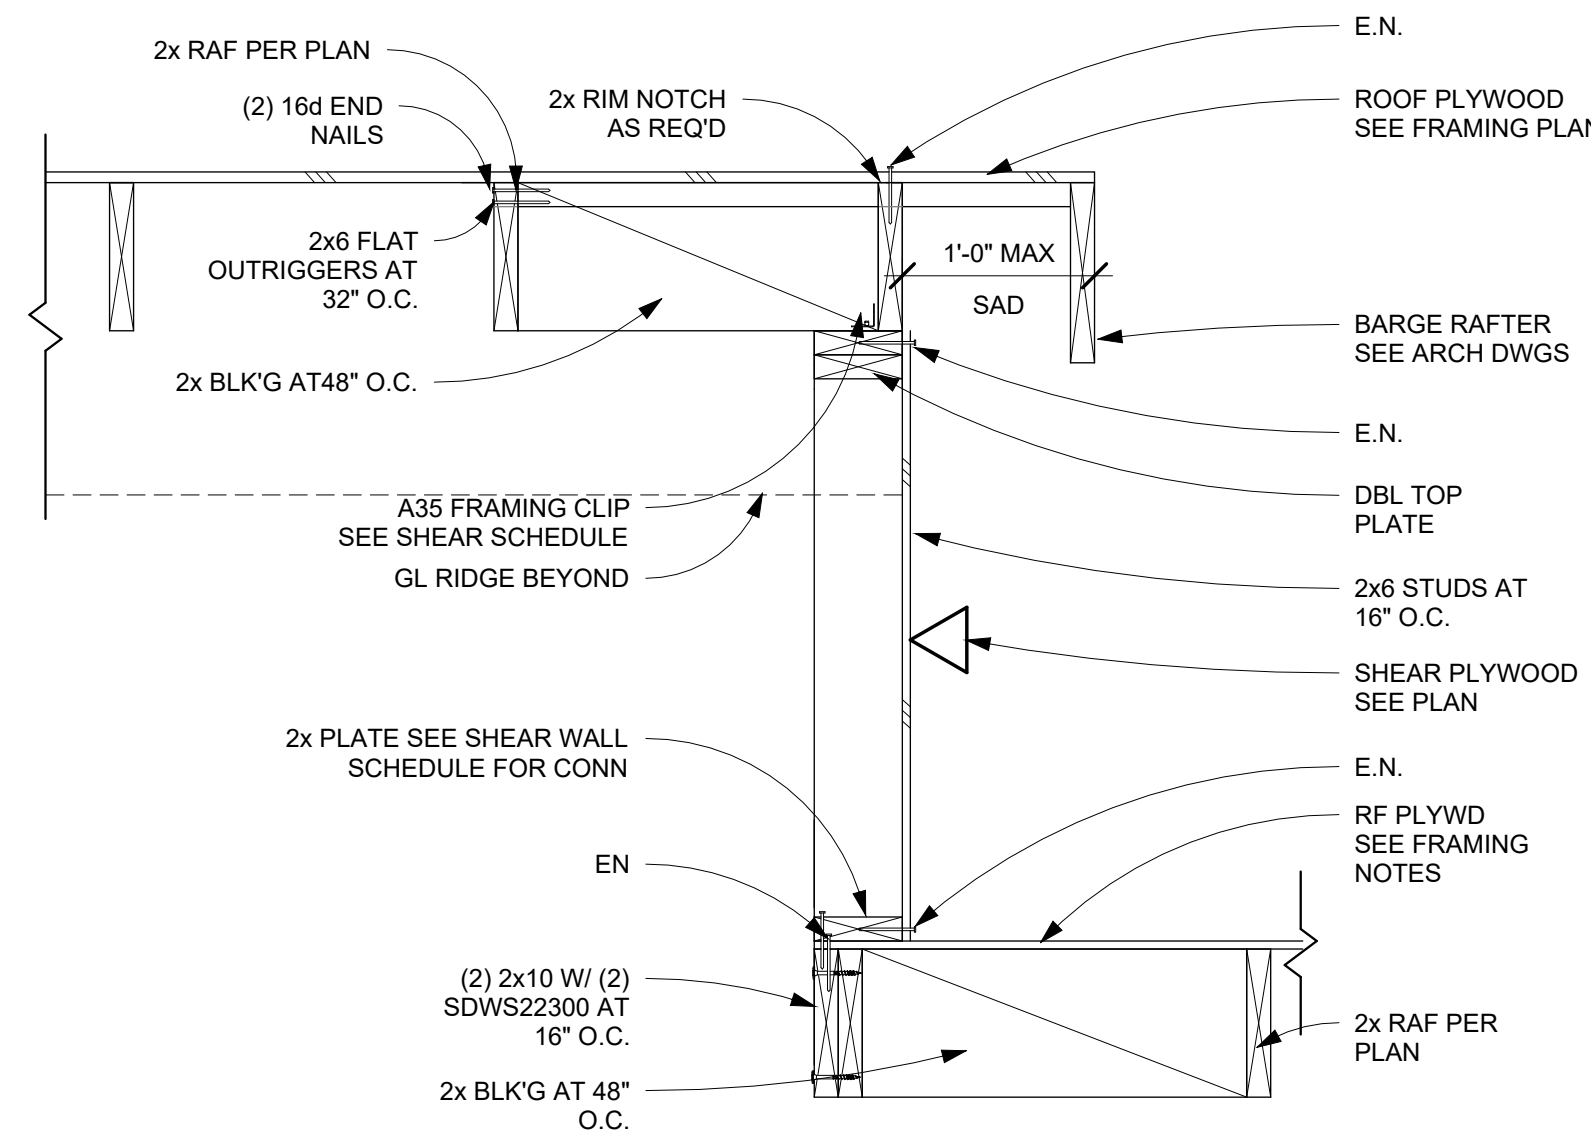 2x RAF PER PLAN
(2) 16d END
NAILS
2x6 FLAT
OUTRIGGERS AT
32" O.C.
2x BLK'G AT48" O.C.
2x RIM NOTCH
AS REQ'D
E.N.
ROOF PLYWOOD
SEE FRAMING PLAN
1'-0" MAX
SAD
BARGE RAFTER
SEE ARCH DWGS
E.N.
DBL TOP
PLATE
A35 FRAMING CLIP
SEE SHEAR SCHEDULE
GL RIDGE BEYOND
2x6 STUDS AT
16" O.C.
SHEAR PLYWOOD
SEE PLAN
2x PLATE SEE SHEAR WALL
SCHEDULE FOR CONN
EN
E.N.
RF PLYWD
SEE FRAMING
NOTES
(2) 2x10 W/ (2)
SDWS22300 AT
16" O.C.
2x BLK'G AT 48"
O.C.
2x RAF PER
PLAN